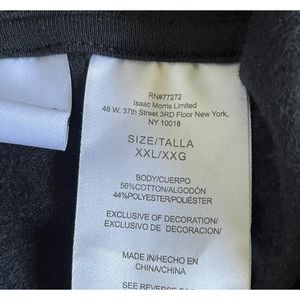 RN#77272
Isaac Morris Limited
48 W. 37th Street 3RD Floor New York,
NY 10018
SIZE/TALLA
XXL/XXG
BODY/CUERPO
56%COTTON/ALGODÓN
44%POLYESTER/POLIÉSTER
EXCLUSIVE OF DECORATION/
EXCLUSIVO DE DECORACION
MADE IN/HECHO EN
CHINA/CHINA
SEE REVERSE FOR